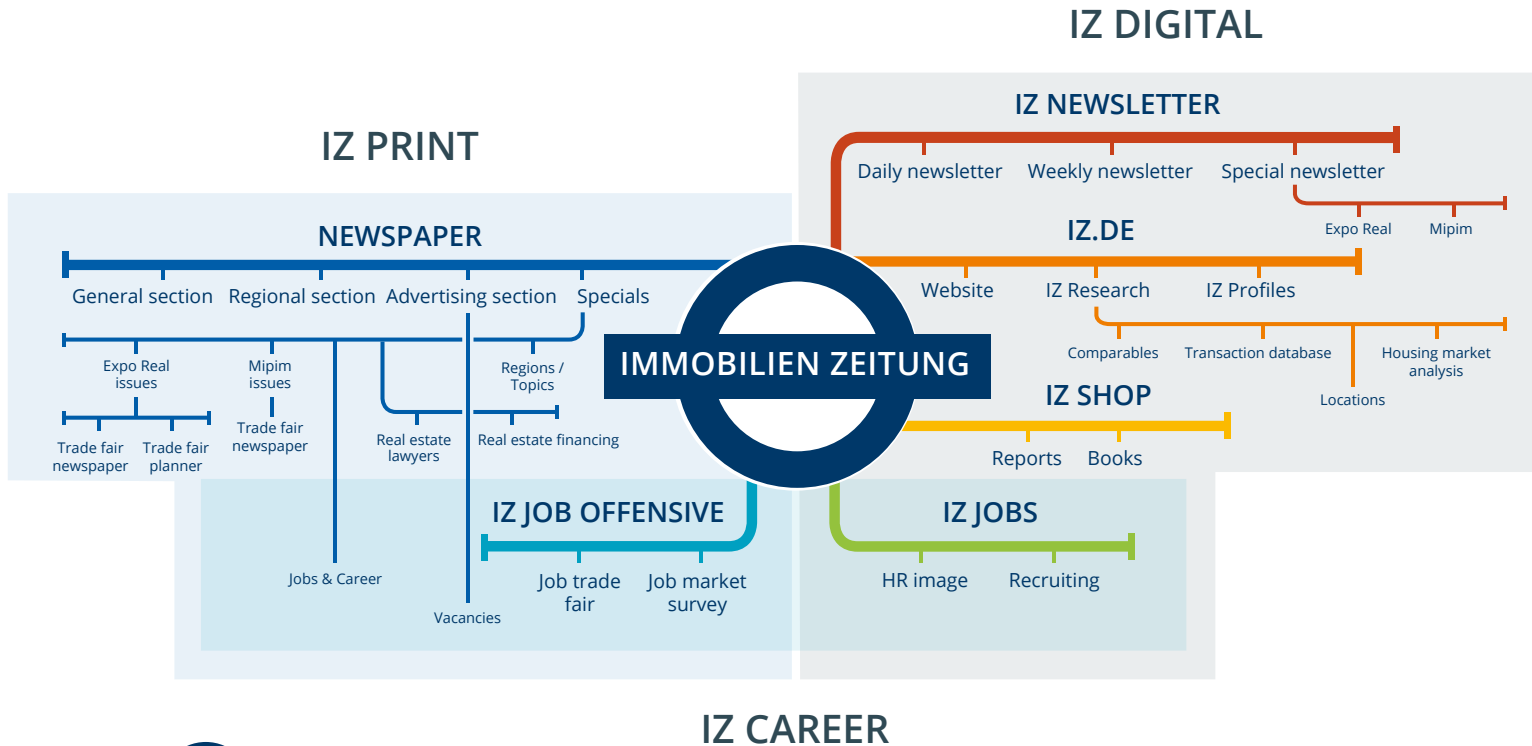 IZ DIGITAL
IZ PRINT
IZ NEWSLETTER
Daily newsletter
Weekly newsletter
Special newsletter
Expo Real
Mipim
NEWSPAPER
General section
Regional section
Advertising section
Specials
Expo Real
issues
Mipim
issues
Regions /
Topics
Trade fair
newspaper
Trade fair
planner
Trade fair
newspaper
Real estate
lawyers
Real estate financing
IMMOBILIEN ZEITUNG
IZ.DE
Website
IZ Research
IZ Profiles
Comparables
Transaction database
Housing market
analysis
Locations
IZ SHOP
Reports
Books
IZ JOB OFFENSIVE
Job trade
fair
Job market
survey
Jobs & Career
Vacancies
IZ JOBS
HR image
Recruiting
IZ CAREER